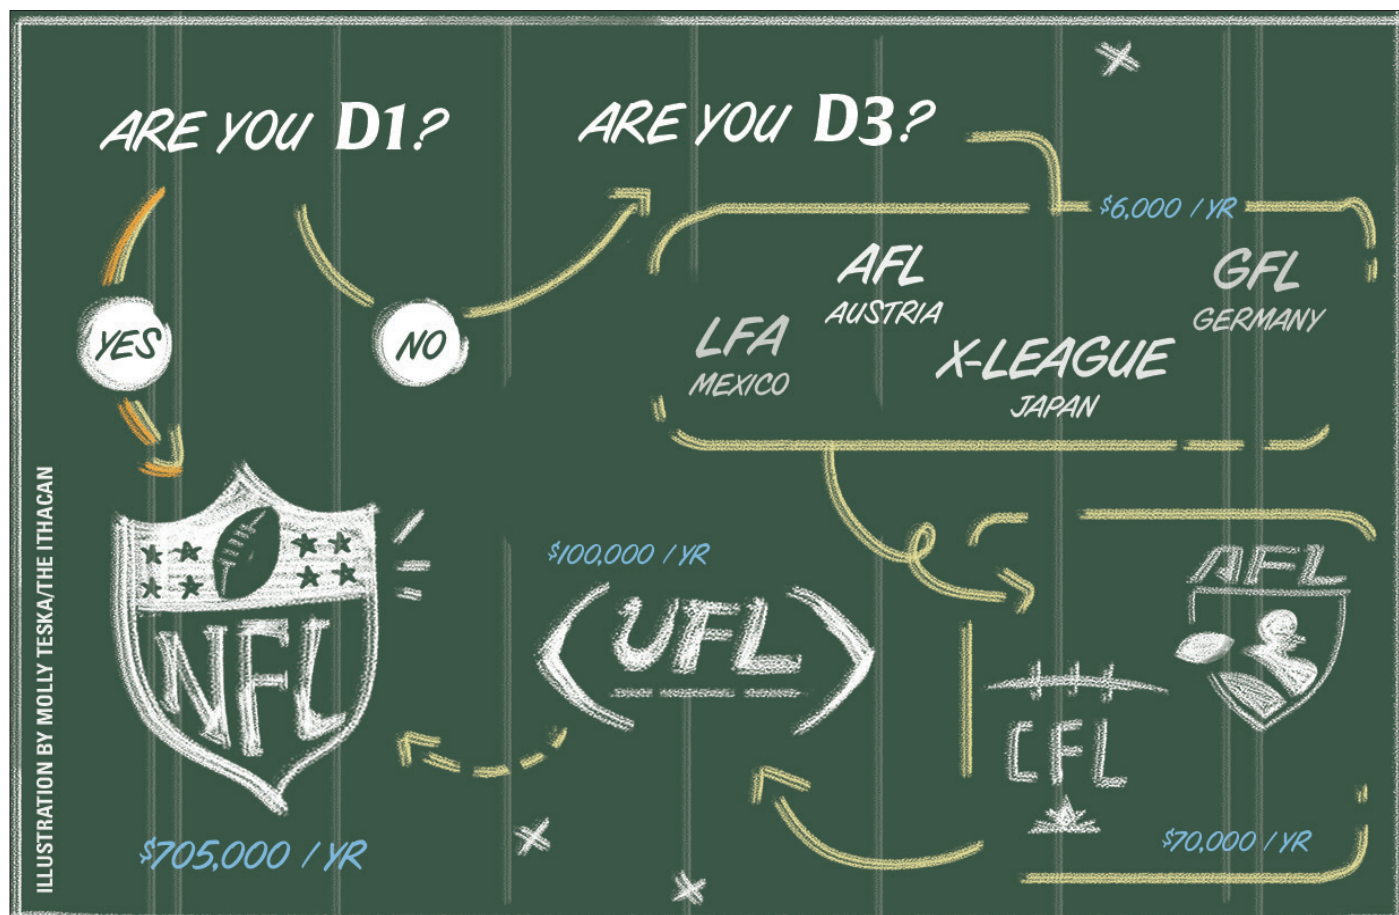 ARE YOU D1?
ARE YOU D3?
YES
NO
$6,000 / YR
AFL
AUSTRIA
GFL
GERMANY
LFA
MEXICO
X-LEAGUE
JAPAN
NFL
$705,000 / YR
$100,000 / YR
UFL
AFL
CFL
$70,000 / YR
ILLUSTRATION BY MOLLY TESKA/THE ITHACAN